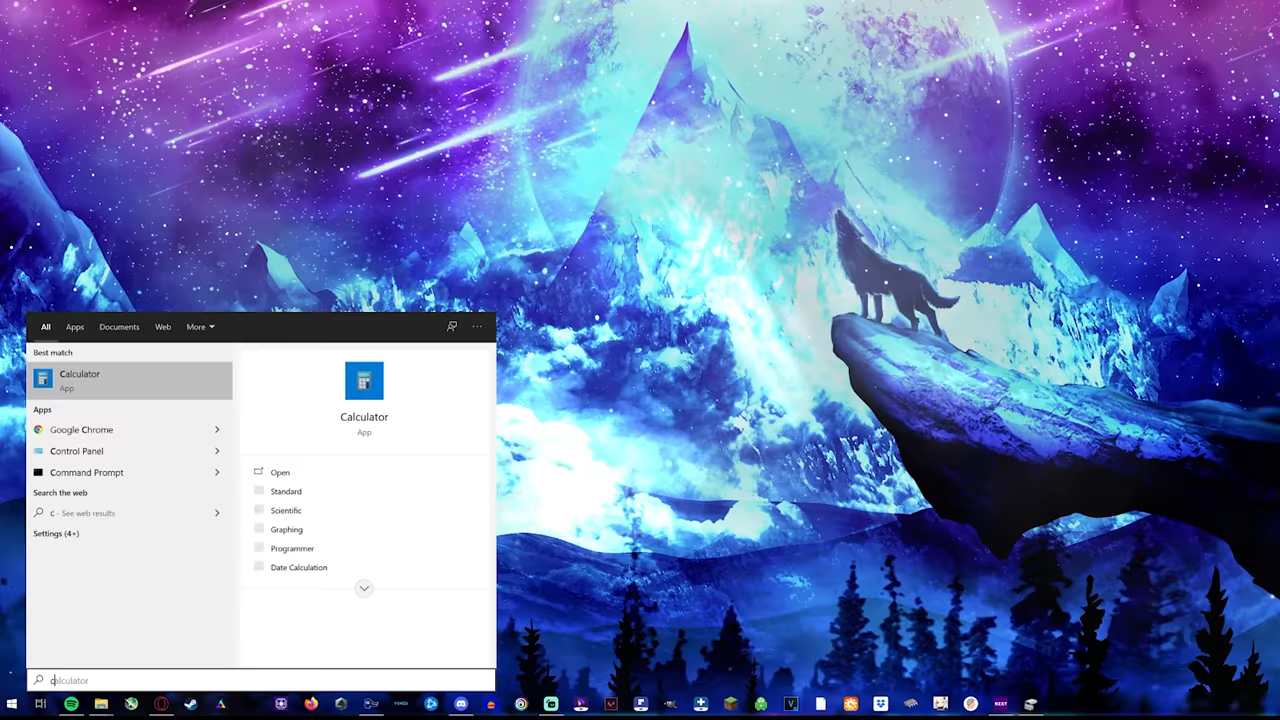 All Apps Documents Web More
Best match
Calculator
App
Apps
Google Chrome
Control Panel
Command Prompt
Search the web
c - See web results
Settings (4+)
Calculator
App
Open
Standard
Scientific
Graphing
Programmer
Date Calculation
calculator
NEXT